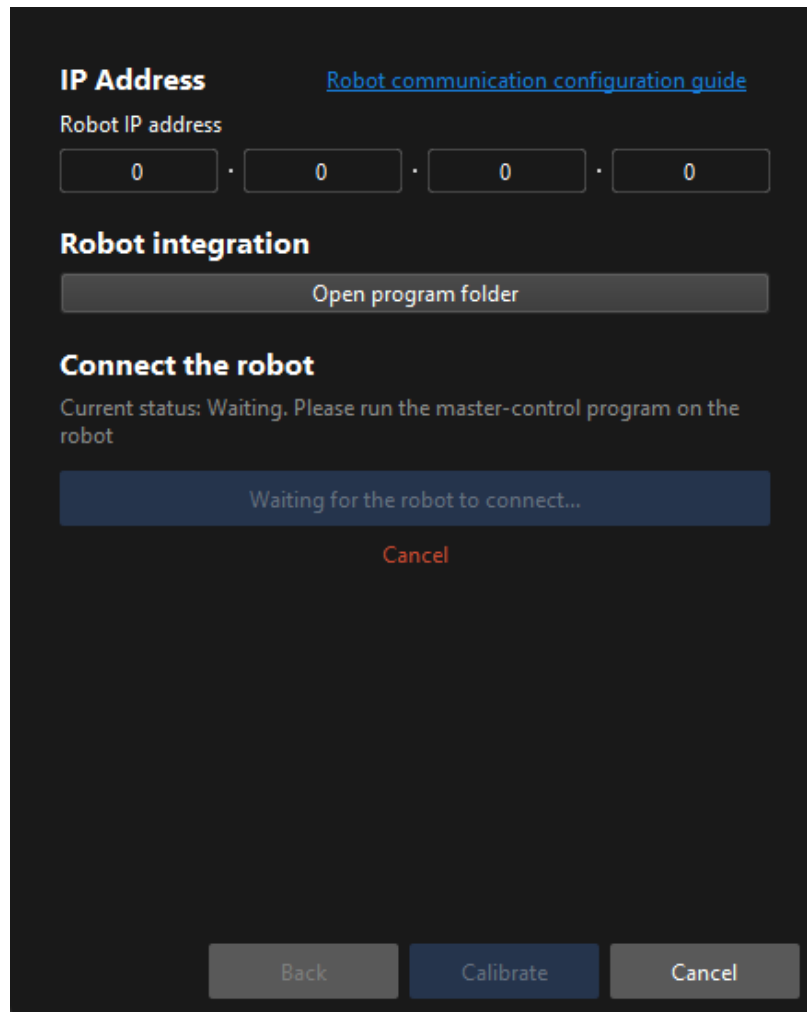 IP Address
Robot communication configuration guide
Robot IP address
0 . 0 . 0 . 0
Robot integration
Open program folder
Connect the robot
Current status: Waiting. Please run the master-control program on the
robot
Waiting for the robot to connect...
Cancel
Back
Calibrate
Cancel